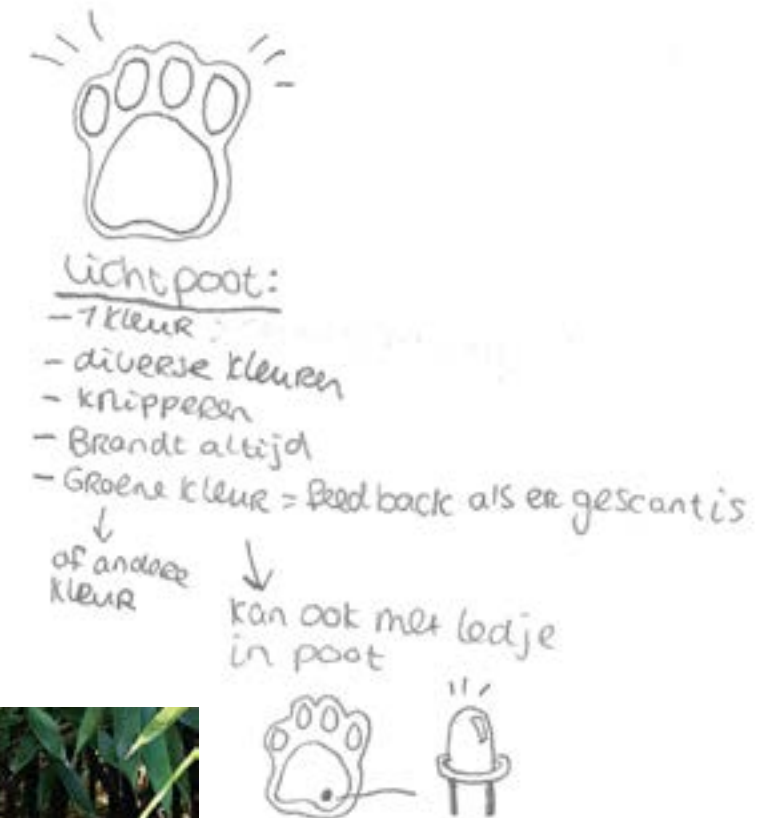 Lichtpoot:
- 1 kleur
- diverse kleuren
- knipperen
- Brandt altijd
- Groene kleur = feedback als er gescant is
of andere
kleur
kan ook met ledje
in poot